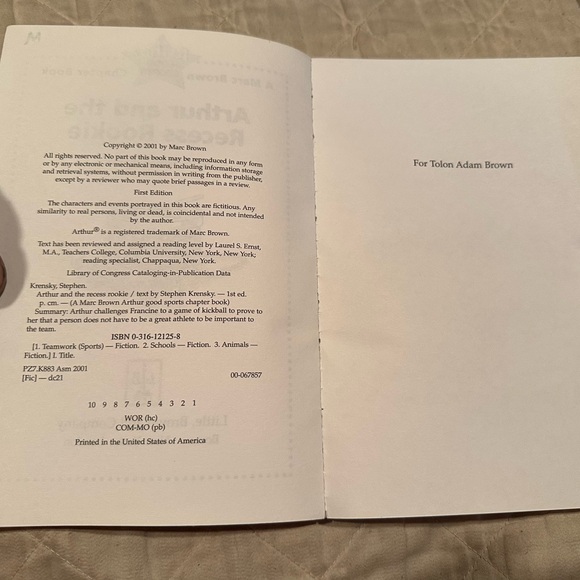 Copyright © 2001 by Marc Brown
All rights reserved. No part of this book may be reproduced in any form
or by any electronic or mechanical means, including information storage
and retrieval systems, without permission in writing from the publisher,
except by a reviewer who may quote brief passages in a review.
First Edition
The characters and events portrayed in this book are fictitious. Any
similarity to real persons, living or dead, is coincidental and not intended
by the author.
Arthur® is a registered trademark of Marc Brown.
Text has been reviewed and assigned a reading level by Laurel S. Ernst,
M.A., Teachers College, Columbia University, New York, New York;
reading specialist, Chappaqua, New York.
Library of Congress Cataloging-in-Publication Data
Krensky, Stephen.
Arthur and the recess rookie / text by Stephen Krensky. — 1st ed.
p. cm. — (A Marc Brown Arthur good sports chapter book)
Summary: Arthur challenges Francine to a game of kickball to prove to
her that a person does not have to be a great athlete to be important to
the team.
ISBN 0-316-12125-8
[1. Teamwork (Sports) — Fiction. 2. Schools — Fiction. 3. Animals —
Fiction.] I. Title.
PZ7.K883 Asm 2001
[Fic] — dc21
00-067857
10 9 8 7 6 5 4 3 2 1
WOR (hc)
COM-MO (pb)
Printed in the United States of America
For Tolon Adam Brown